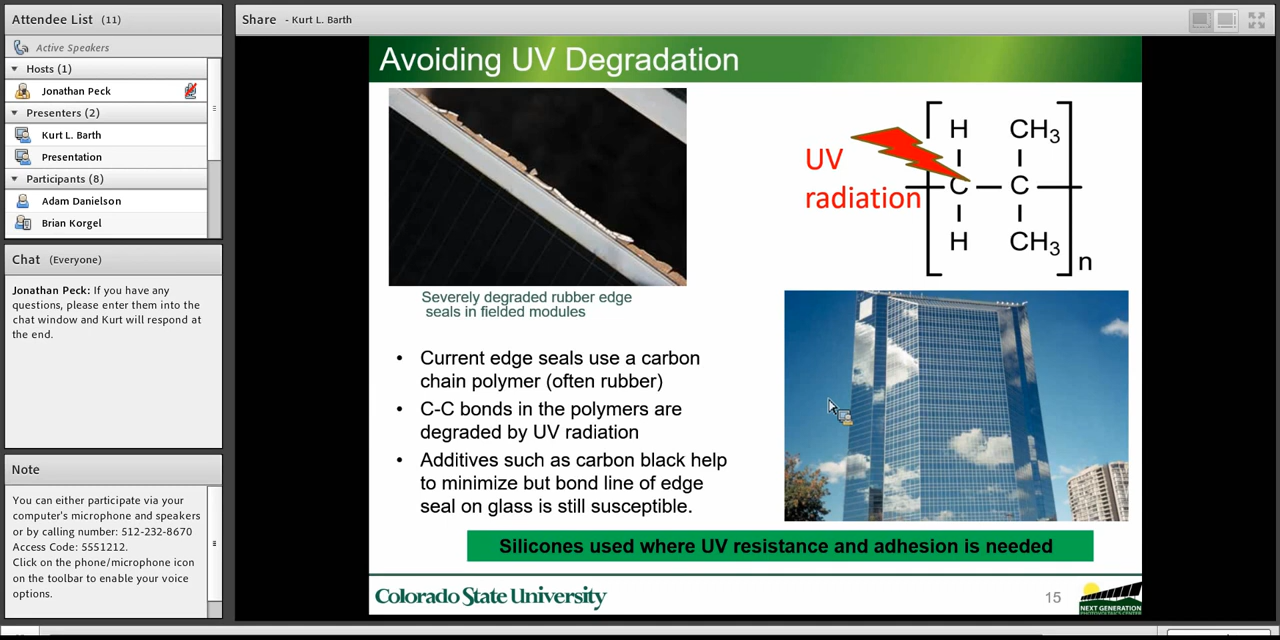 Attendee List (11)
Active Speakers
Hosts (1)
Jonathan Peck
Presenters (2)
Kurt L. Barth
Presentation
Participants (8)
Adam Danielson
Brian Korgel
Chat (Everyone)
Jonathan Peck: If you have any
questions, please enter them into the
chat window and Kurt will respond at
the end.
Note
You can either participate via your
computer's microphone and speakers
or by calling number: 512-232-8670
Access Code: 5551212.
Click on the phone/microphone icon
on the toolbar to enable your voice
options.
Share - Kurt L. Barth
Avoiding UV Degradation
Severely degraded rubber edge
seals in fielded modules
UV
radiation
H CH3
C C
H CH3
n
• Current edge seals use a carbon
chain polymer (often rubber)
• C-C bonds in the polymers are
degraded by UV radiation
• Additives such as carbon black help
to minimize but bond line of edge
seal on glass is still susceptible.
Silicones used where UV resistance and adhesion is needed
Colorado State University
15
NEXT GENERATION
PHOTOVOLTAICS CENTER